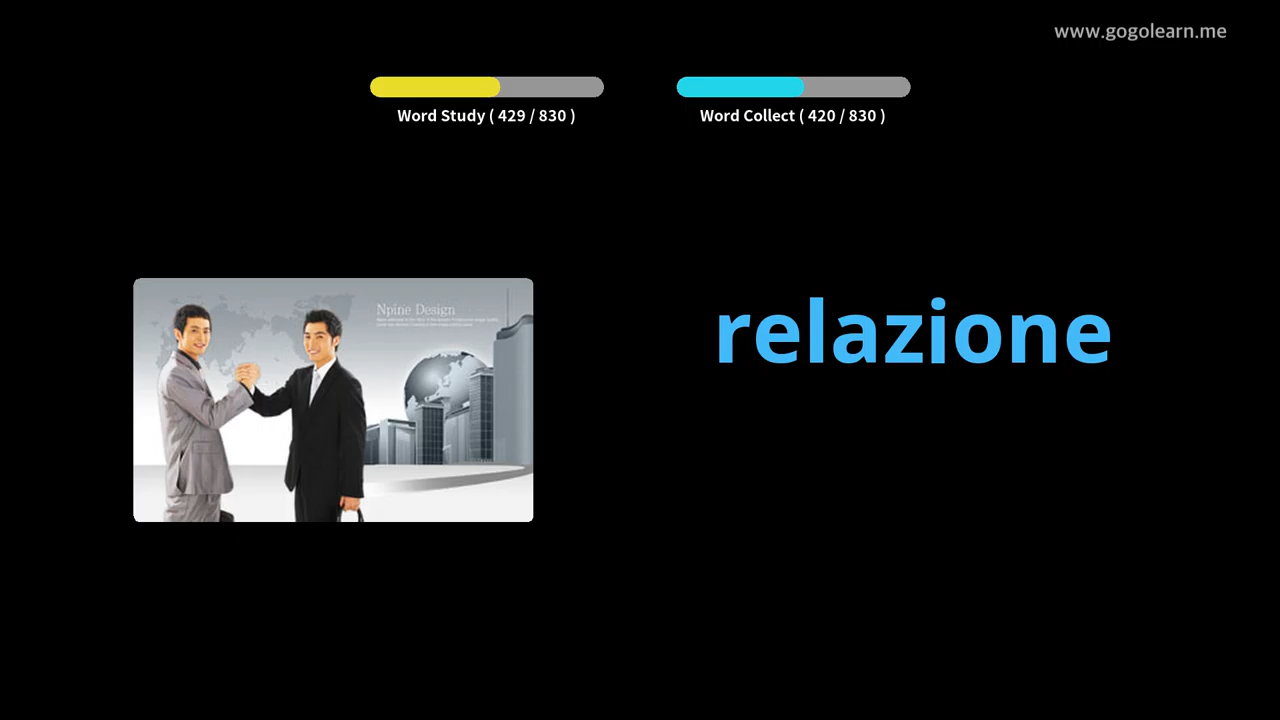 www.gogolearn.me
Word Study ( 429 / 830 )
Word Collect ( 420 / 830 )
Npine Design
relazione